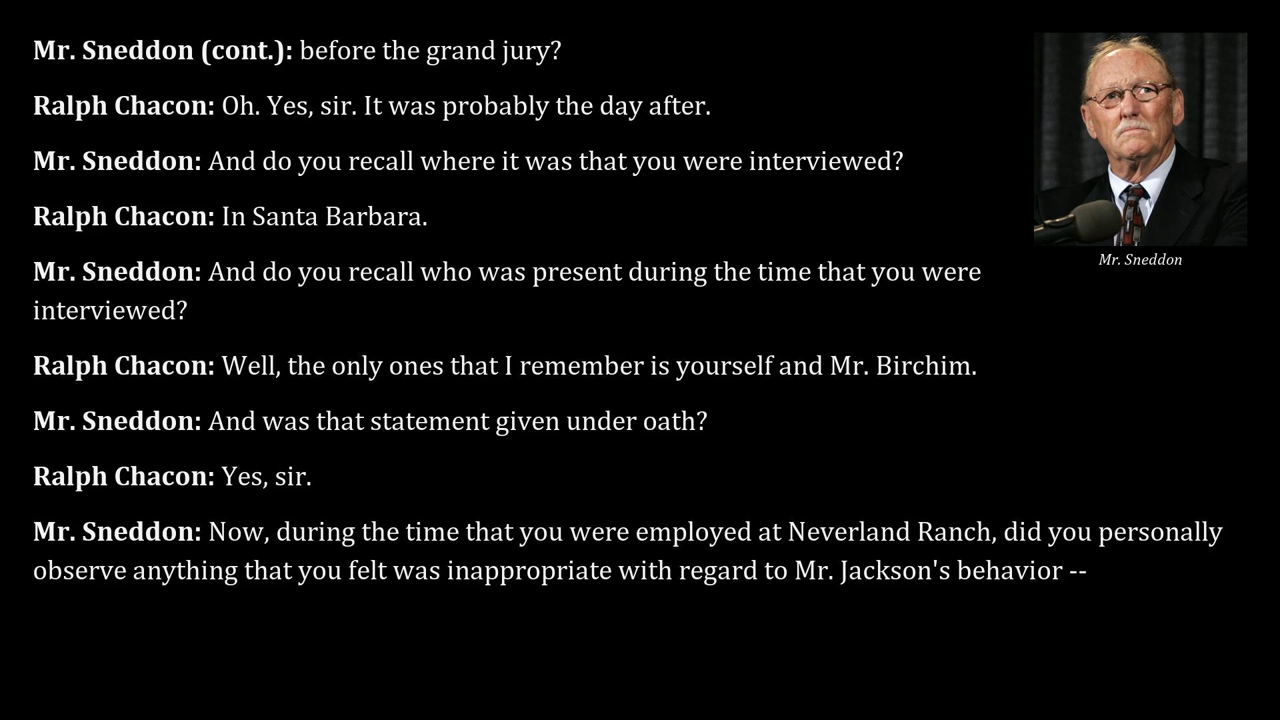 Mr. Sneddon (cont.): before the grand jury?
Ralph Chacon: Oh. Yes, sir. It was probably the day after.
Mr. Sneddon: And do you recall where it was that you were interviewed?
Ralph Chacon: In Santa Barbara.
Mr. Sneddon: And do you recall who was present during the time that you were
interviewed?
Ralph Chacon: Well, the only ones that I remember is yourself and Mr. Birchim.
Mr. Sneddon: And was that statement given under oath?
Ralph Chacon: Yes, sir.
Mr. Sneddon: Now, during the time that you were employed at Neverland Ranch, did you personally
observe anything that you felt was inappropriate with regard to Mr. Jackson's behavior --
Mr. Sneddon